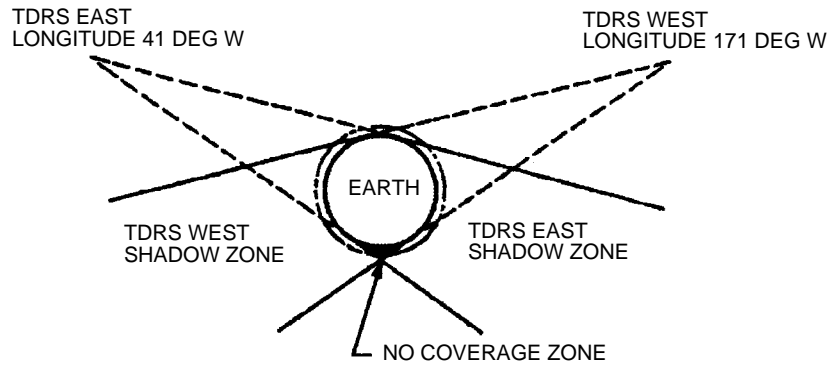 TDRS EAST
LONGITUDE 41 DEG W
TDRS WEST
LONGITUDE 171 DEG W
EARTH
TDRS WEST
SHADOW ZONE
TDRS EAST
SHADOW ZONE
NO COVERAGE ZONE